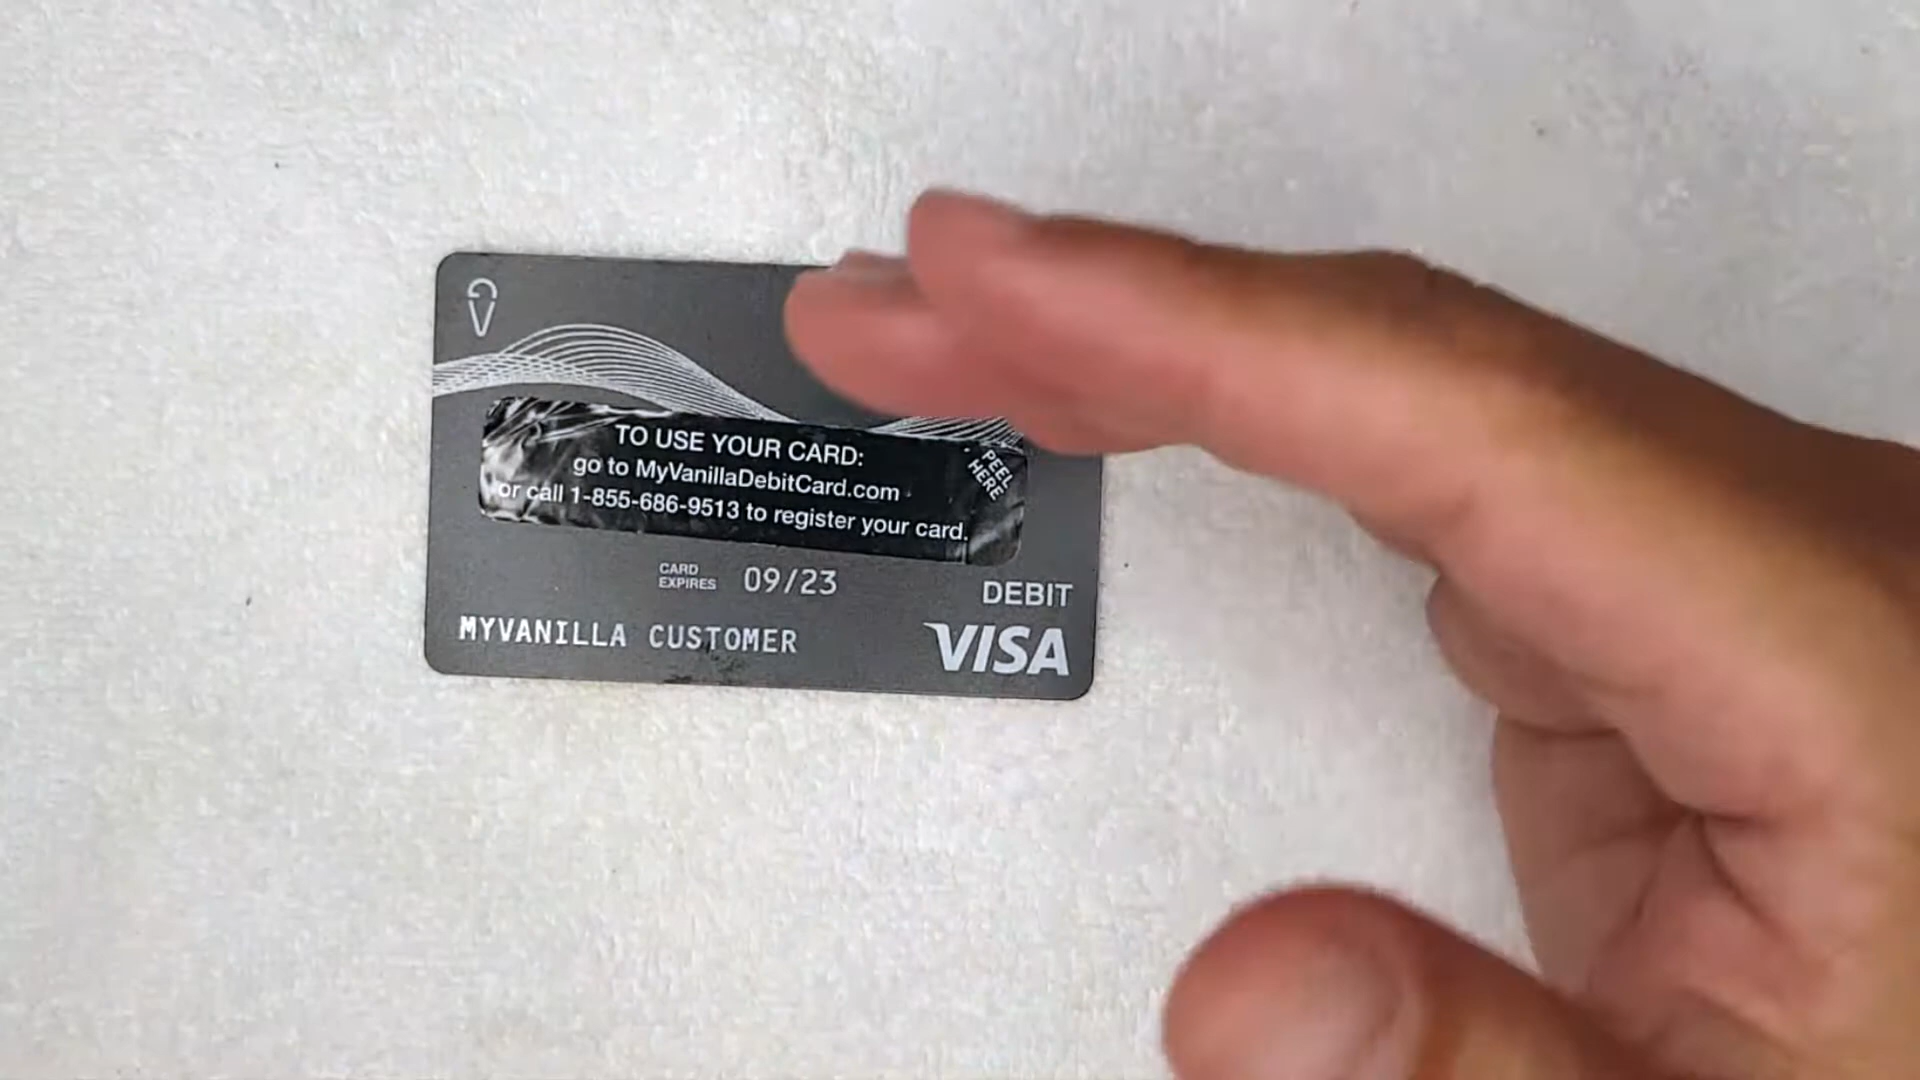 TO USE YOUR CARD:
go to MyVanillaDebitCard.com
or call 1-855-686-9513 to register your card.
PEEL
HERE
CARD
EXPIRES
09/23
DEBIT
MYVANILLA CUSTOMER
VISA